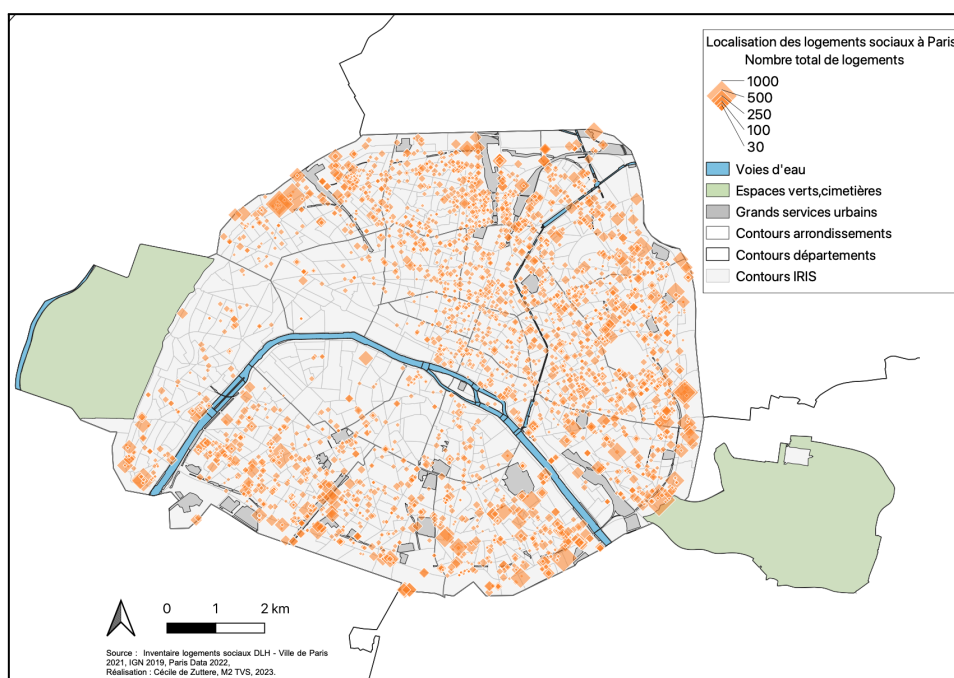 Localisation des logements sociaux à Paris
Nombre total de logements
1000
500
250
100
30
Voies d'eau
Espaces verts,cimetières
Grands services urbains
Contours arrondissements
Contours départements
Contours IRIS
0 1 2 km
Source : Inventaire logements sociaux DLH - Ville de Paris
2021, IGN 2019, Paris Data 2022,
Réalisation : Cécile de Zuttere, M2 TVS, 2023.